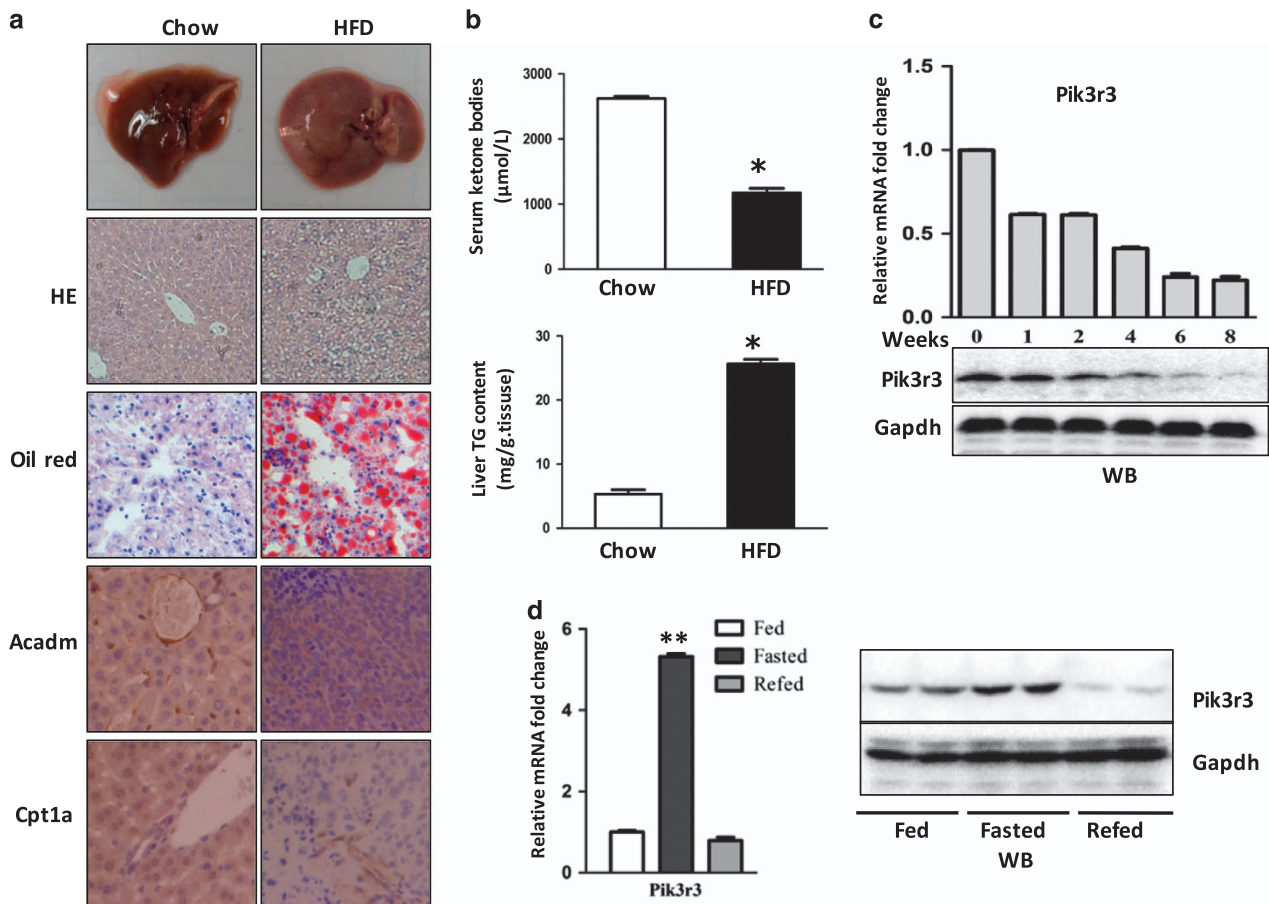 a
Chow HFD
HE
Oil red
Acadm
Cpt1a
b
Serum ketone bodies
(μmol/L)
3000
2000
1000
0
Chow HFD
*
Liver TG content
(mg/g.tissuse)
30
20
10
0
Chow HFD
*
c
Relative mRNA fold change
1.5
1.0
0.5
0.0
Pik3r3
Weeks 0 1 2 4 6 8
Pik3r3
Gapdh
WB
d
Relative mRNA fold change
6
4
2
0
**
Fed
Fasted
Refed
Pik3r3
Pik3r3
Gapdh
Fed Fasted Refed
WB